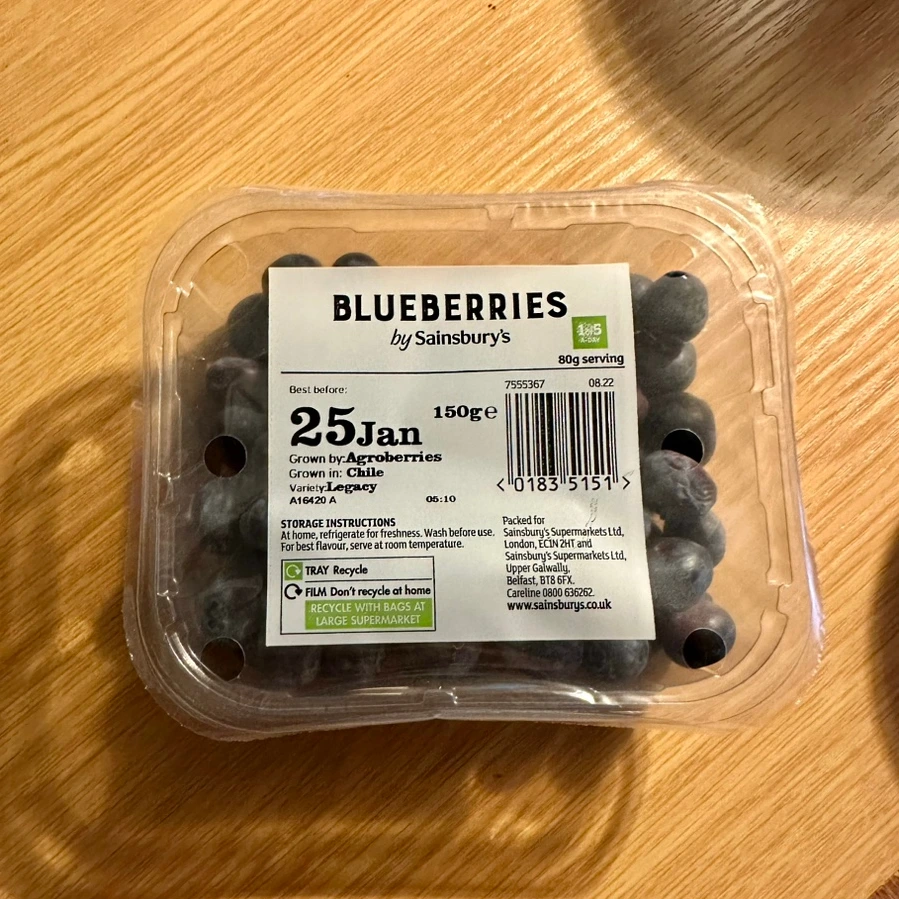 BLUEBERRIES
by Sainsbury's
1 5
A-DAY
80g serving
Best before:
25Jan
150g℮
Grown by:Agroberries
Grown in: Chile
Variety:Legacy
A16420 A 05:10
7555367 08.22
<0183 5151>
STORAGE INSTRUCTIONS
At home, refrigerate for freshness. Wash before use.
For best flavour, serve at room temperature.
TRAY Recycle
FILM Don't recycle at home
RECYCLE WITH BAGS AT
LARGE SUPERMARKET
Packed for
Sainsbury's Supermarkets Ltd,
London, EC1N 2HT and
Sainsbury's Supermarkets Ltd,
Upper Galwally,
Belfast, BT8 6FX.
Careline 0800 636262.
www.sainsburys.co.uk